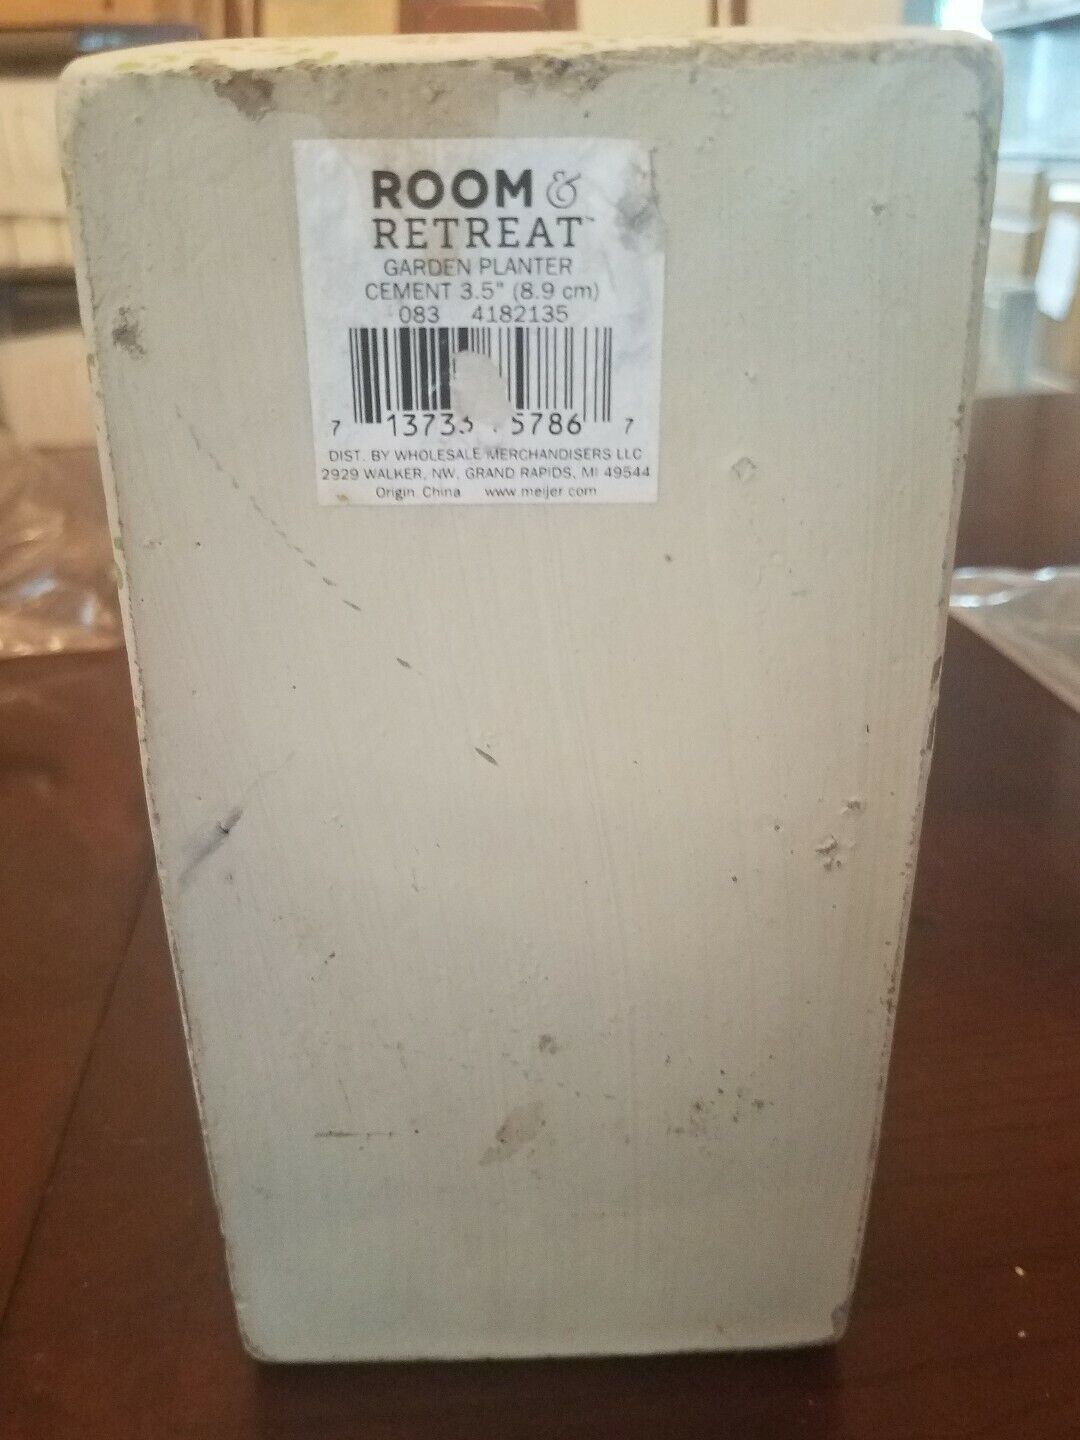 ROOM &
RETREAT™
GARDEN PLANTER
CEMENT 3.5" (8.9 cm)
083 4182135
7 13733 5786 7
DIST. BY WHOLESALE MERCHANDISERS LLC
2929 WALKER, NW, GRAND RAPIDS, MI 49544
Origin China www.meijer.com